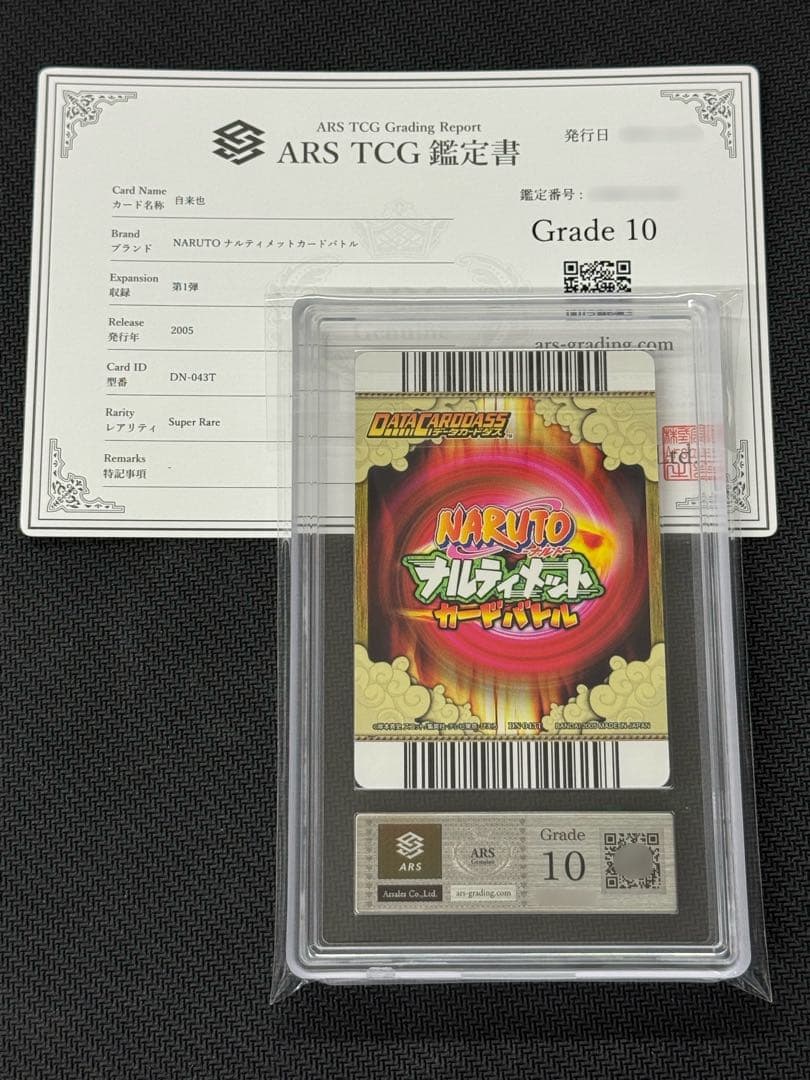 ARS TCG Grading Report
ARS TCG 鑑定書
発行日
鑑定番号 :
Grade 10
Card Name
カード名称 自来也
Brand
ブランド NARUTO ナルティメットカードバトル
Expansion
収録 第1弾
Release
発行年 2005
Card ID
型番 DN-043T
Rarity
レアリティ Super Rare
Remarks
特記事項 -
Genuine
ars-grading.com
DATACARDDASS
データカードダス
TM
NARUTO
ナルト
ナルティメット
カードバトル
BANDAI 2005 MADE IN JAPAN
ARS
Arsales Co.,Ltd.
ARS
Genuine
ars-grading.com
Grade
10